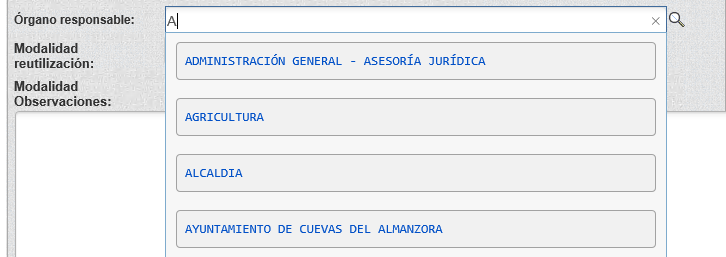 Órgano responsable:
A
Modalidad
reutilización:
Modalidad
Observaciones:
ADMINISTRACIÓN GENERAL - ASESORÍA JURÍDICA
AGRICULTURA
ALCALDIA
AYUNTAMIENTO DE CUEVAS DEL ALMANZORA